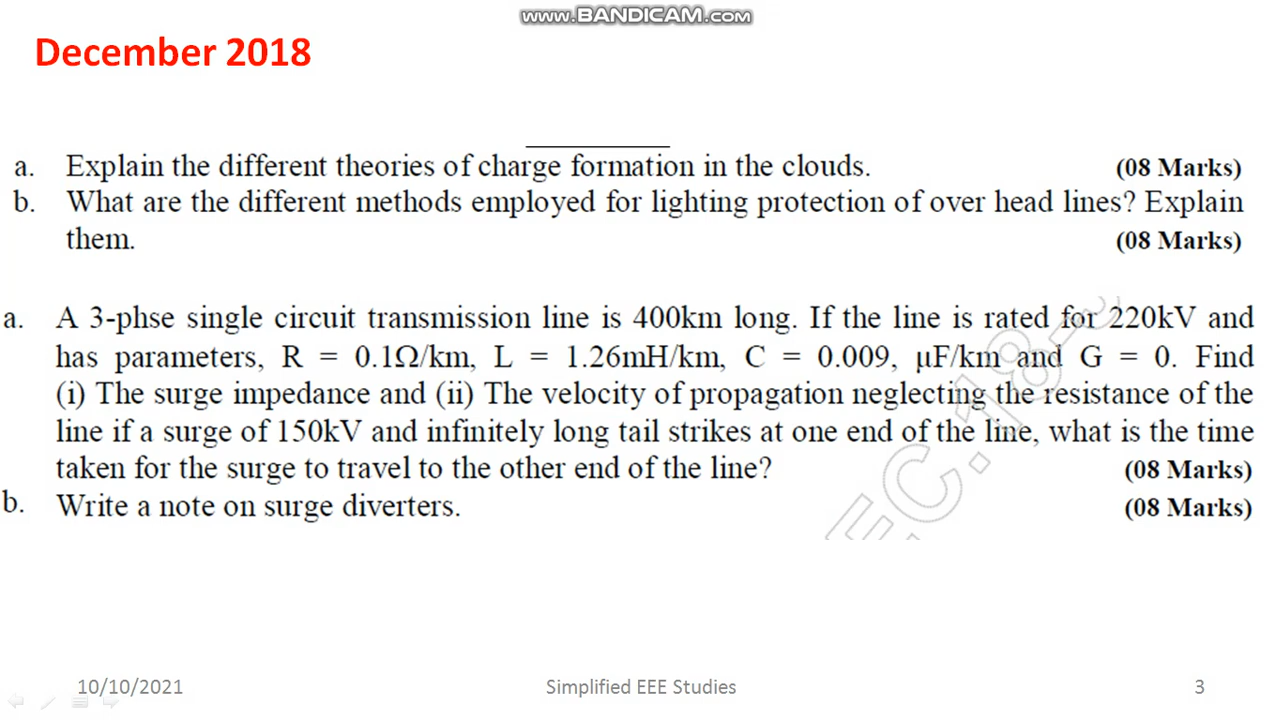 www.BANDICAM.com
December 2018
a. Explain the different theories of charge formation in the clouds. (08 Marks)
b. What are the different methods employed for lighting protection of over head lines? Explain
them. (08 Marks)
a. A 3-phse single circuit transmission line is 400km long. If the line is rated for 220kV and
has parameters, R = 0.1Ω/km, L = 1.26mH/km, C = 0.009, μF/km and G = 0. Find
(i) The surge impedance and (ii) The velocity of propagation neglecting the resistance of the
line if a surge of 150kV and infinitely long tail strikes at one end of the line, what is the time
taken for the surge to travel to the other end of the line? (08 Marks)
b. Write a note on surge diverters. (08 Marks)
10/10/2021 Simplified EEE Studies 3